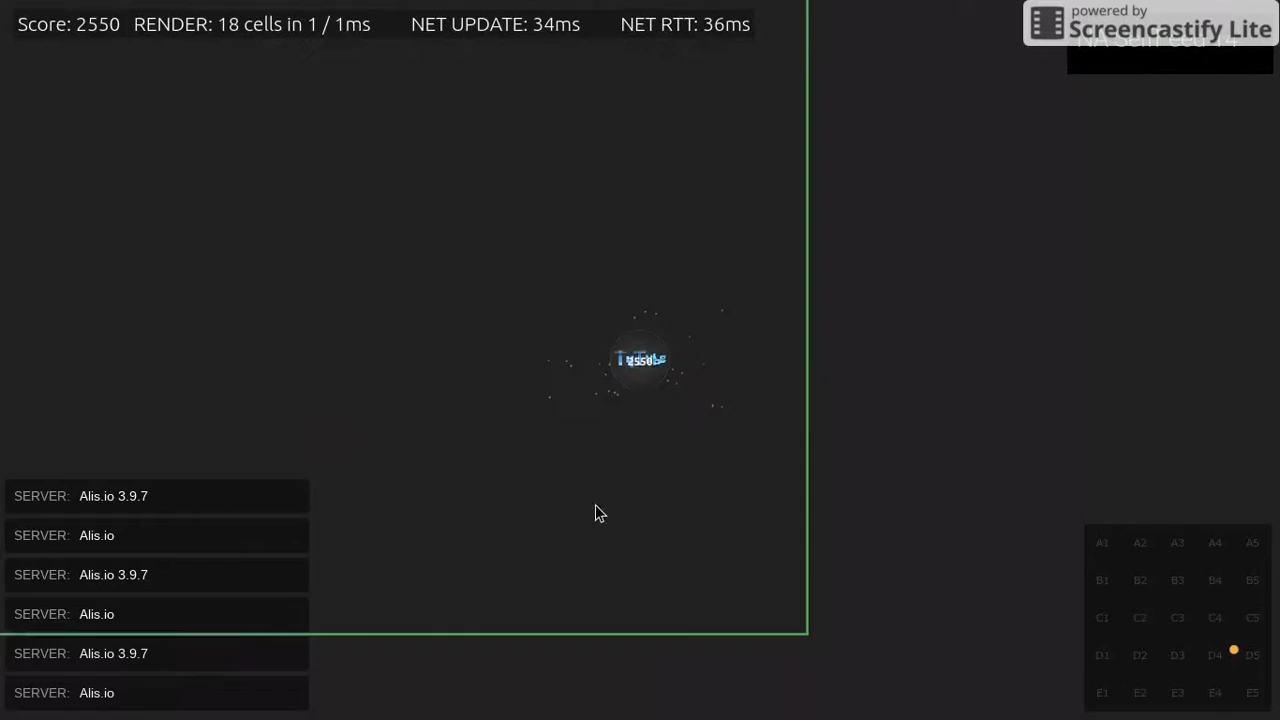 Score: 2550 RENDER: 18 cells in 1 / 1ms NET UPDATE: 34ms NET RTT: 36ms
powered by
Screencastify Lite
2550
SERVER: Alis.io 3.9.7
SERVER: Alis.io
SERVER: Alis.io 3.9.7
SERVER: Alis.io
SERVER: Alis.io 3.9.7
SERVER: Alis.io
A1 A2 A3 A4 A5
B1 B2 B3 B4 B5
C1 C2 C3 C4 C5
D1 D2 D3 D4 D5
E1 E2 E3 E4 E5